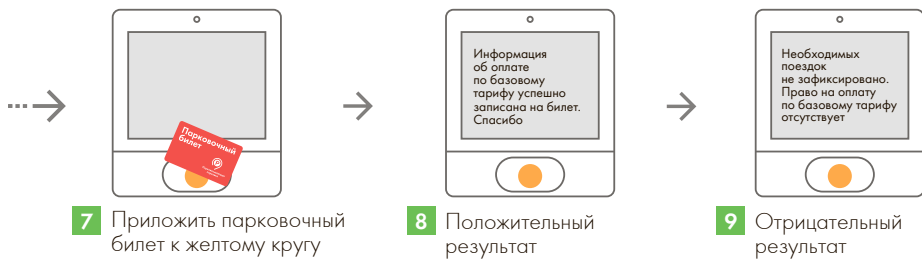 Парковочный
билет
7 Приложить парковочный
билет к желтому кругу
Информация
об оплате
по базовому
тарифу успешно
записана на билет.
Спасибо
8 Положительный
результат
Необходимых
поездок
не зафиксировано.
Право на оплату
по базовому тарифу
отсутствует
9 Отрицательный
результат